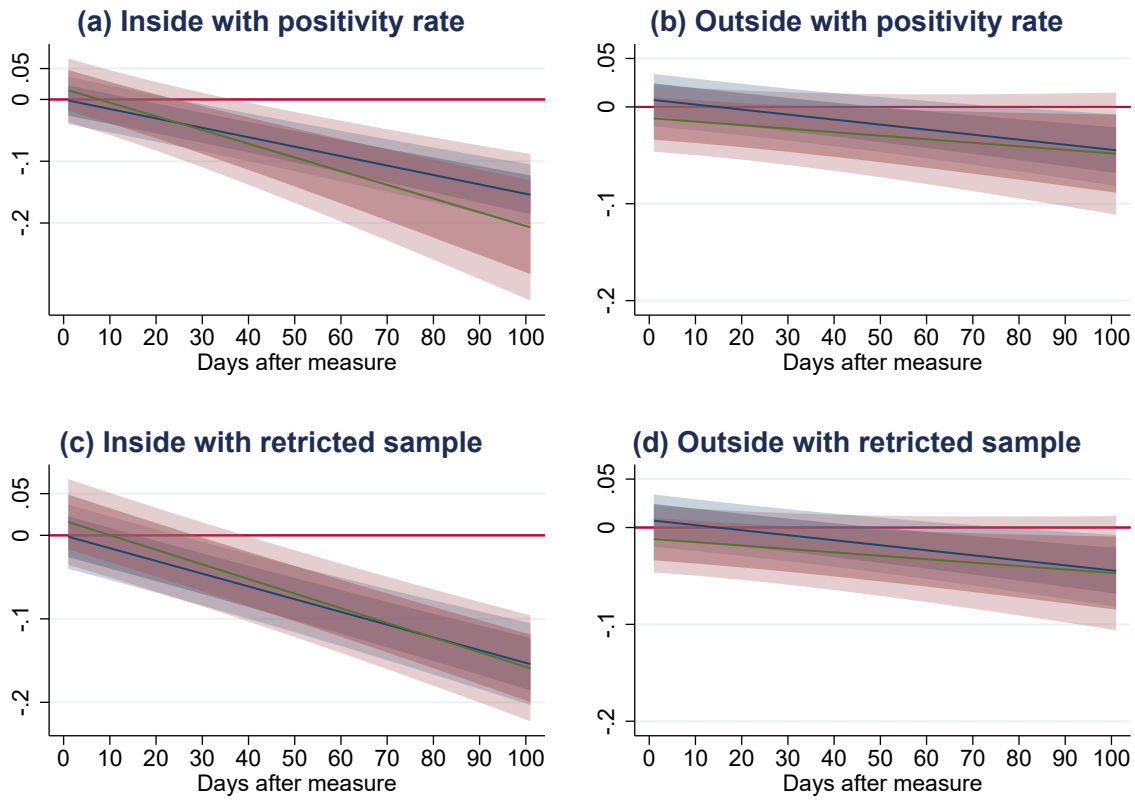 (a) Inside with positivity rate
.05
0
-.1
-.2
0 10 20 30 40 50 60 70 80 90 100
Days after measure
(b) Outside with positivity rate
.05
0
-.1
-.2
0 10 20 30 40 50 60 70 80 90 100
Days after measure
(c) Inside with retricted sample
.05
0
-.1
-.2
0 10 20 30 40 50 60 70 80 90 100
Days after measure
(d) Outside with retricted sample
.05
0
-.1
-.2
0 10 20 30 40 50 60 70 80 90 100
Days after measure